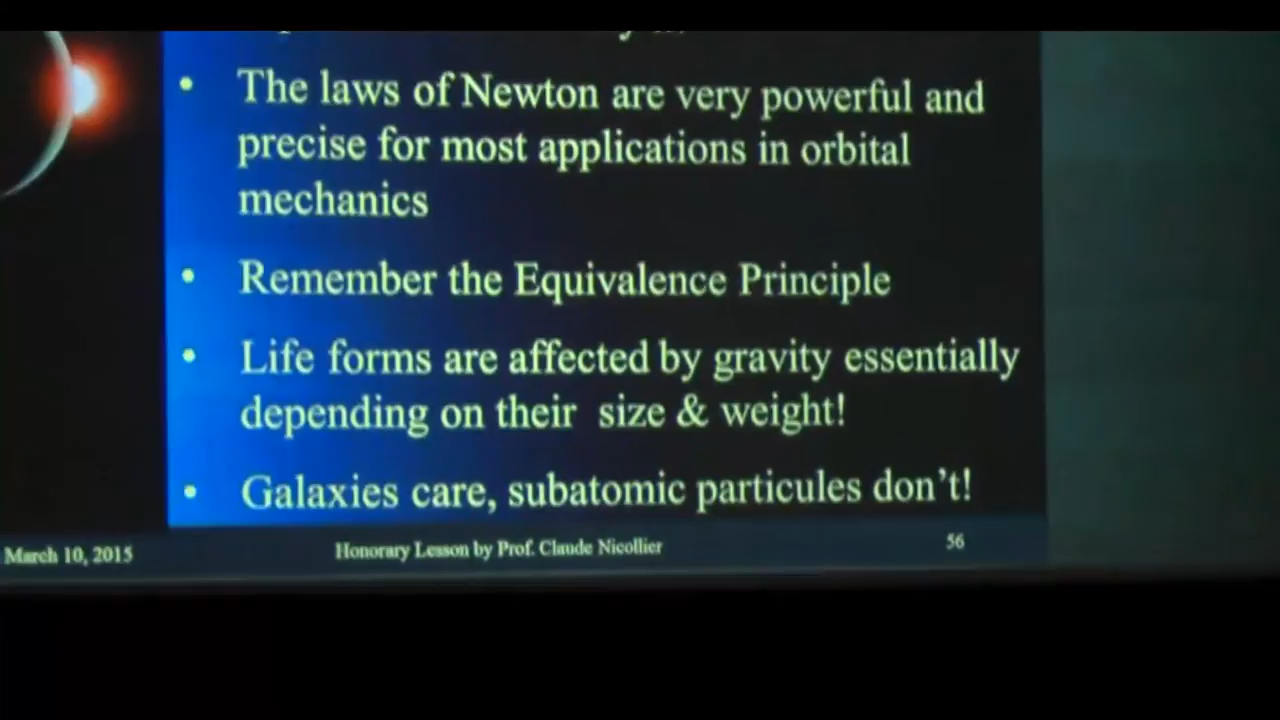 • The laws of Newton are very powerful and
precise for most applications in orbital
mechanics
• Remember the Equivalence Principle
• Life forms are affected by gravity essentially
depending on their size & weight!
• Galaxies care, subatomic particules don't!
March 10, 2015 Honorary Lesson by Prof. Claude Nicollier 56